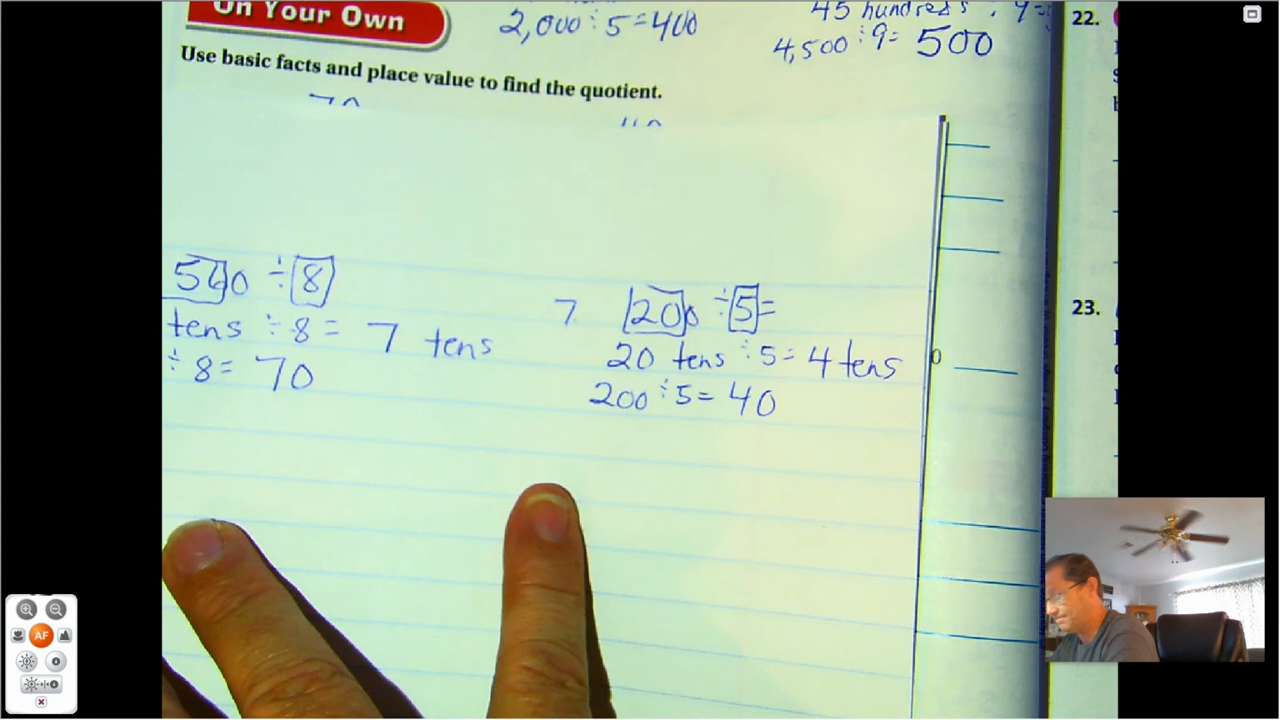 On Your Own
2,000 ÷ 5 = 400
45 hundreds ÷ 9 =
4,500 ÷ 9 = 500
22.
Use basic facts and place value to find the quotient.
560 ÷ 8
tens ÷ 8 = 7 tens
÷ 8 = 70
7. 200 ÷ 5 =
20 tens ÷ 5 = 4 tens
200 ÷ 5 = 40
23.
AF